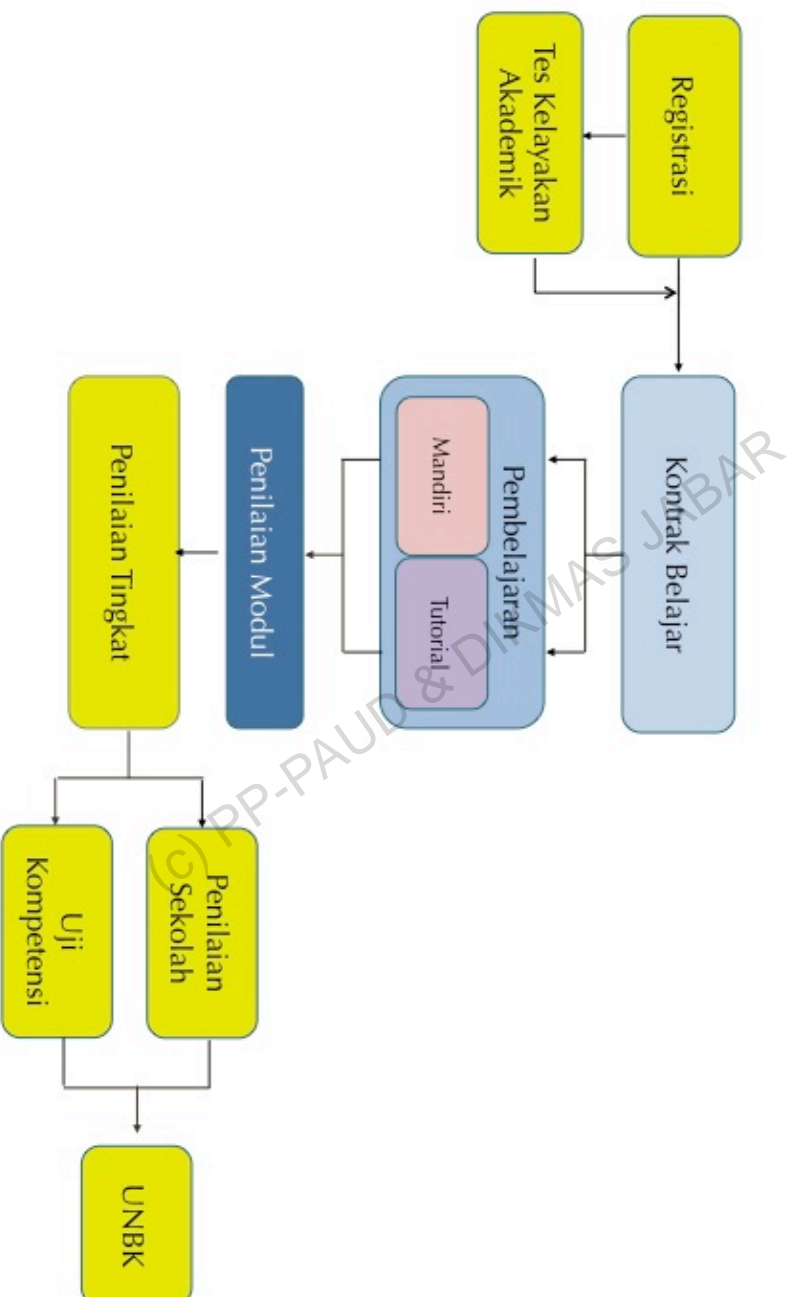 Registrasi
Tes Kelayakan
Akademik
Kontrak Belajar
Pembelajaran
Mandiri
Tutorial
Penilaian Modul
Penilaian Tingkat
Penilaian
Sekolah
Uji
Kompetensi
UNBK
(c) PP-PAUD & DIKMAS JABAR